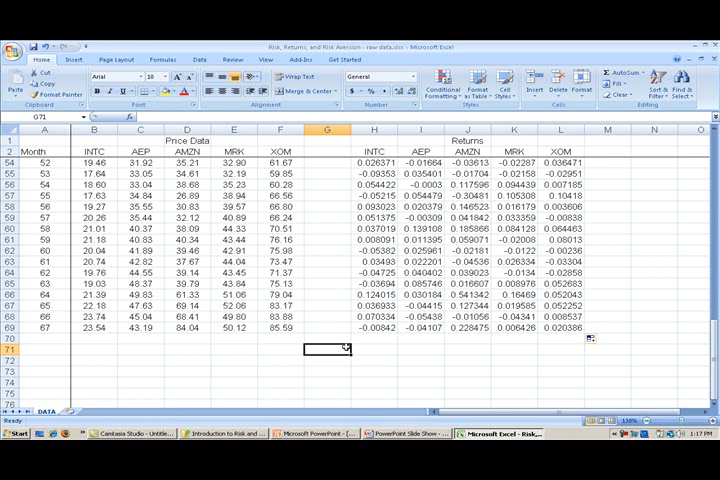 Risk, Returns, and Risk Aversion - raw data.xlsx - Microsoft Excel
Home Insert Page Layout Formulas Data Review View Add-Ins Get Started
Cut Arial 10 Wrap Text General AutoSum
Copy Fill
Paste Format Painter Merge & Center $ % , Conditional Formatting Format as Table Cell Styles Insert Delete Format Clear Sort & Filter Find & Select
Clipboard Font Alignment Number Styles Cells Editing
G71 fx
A B C D E F G H I J K L M N O
1 Price Data Returns
2 Month INTC AEP AMZN MRK XOM INTC AEP AMZN MRK XOM
54 52 19.46 31.92 35.21 32.90 61.67 0.026371 -0.01664 -0.03613 -0.02287 0.036471
55 53 17.64 33.05 34.61 32.19 59.85 -0.09353 0.035401 -0.01704 -0.02158 -0.02951
56 54 18.60 33.04 38.68 35.23 60.28 0.054422 -0.0003 0.117596 0.094439 0.007185
57 55 17.63 34.84 26.89 38.94 66.56 -0.05215 0.054479 -0.30481 0.105308 0.10418
58 56 19.27 35.55 30.83 39.57 66.80 0.093023 0.020379 0.146523 0.016179 0.003606
59 57 20.26 35.44 32.12 40.89 66.24 0.051375 -0.00309 0.041842 0.033359 -0.00838
60 58 21.01 40.37 38.09 44.33 70.51 0.037019 0.139108 0.185866 0.084128 0.064463
61 59 21.18 40.83 40.34 43.44 76.16 0.008091 0.011395 0.059071 -0.02008 0.08013
62 60 20.04 41.89 39.46 42.91 75.98 -0.05382 0.025961 -0.02181 -0.0122 -0.00236
63 61 20.74 42.82 37.67 44.04 73.47 0.03493 0.022201 -0.04536 0.026334 -0.03304
64 62 19.76 44.55 39.14 43.45 71.37 -0.04725 0.040402 0.039023 -0.0134 -0.02858
65 63 19.03 48.37 39.79 43.84 75.13 -0.03694 0.085746 0.016607 0.008976 0.052683
66 64 21.39 49.83 61.33 51.06 79.04 0.124015 0.030184 0.541342 0.16469 0.052043
67 65 22.18 47.63 69.14 52.06 83.17 0.036933 -0.04415 0.127344 0.019585 0.052252
68 66 23.74 45.04 68.41 49.80 83.88 0.070334 -0.05438 -0.01056 -0.04341 0.008537
69 67 23.54 43.19 84.04 50.12 85.59 -0.00842 -0.04107 0.228475 0.006426 0.020386
70
71
72
73
74
75
76
DATA
Ready 130%
Start Camtasia Studio - Untitle... Introduction to Risk and ... Microsoft PowerPoint - [... PowerPoint Slide Show - ... Microsoft Excel - Risk,... 1:17 PM